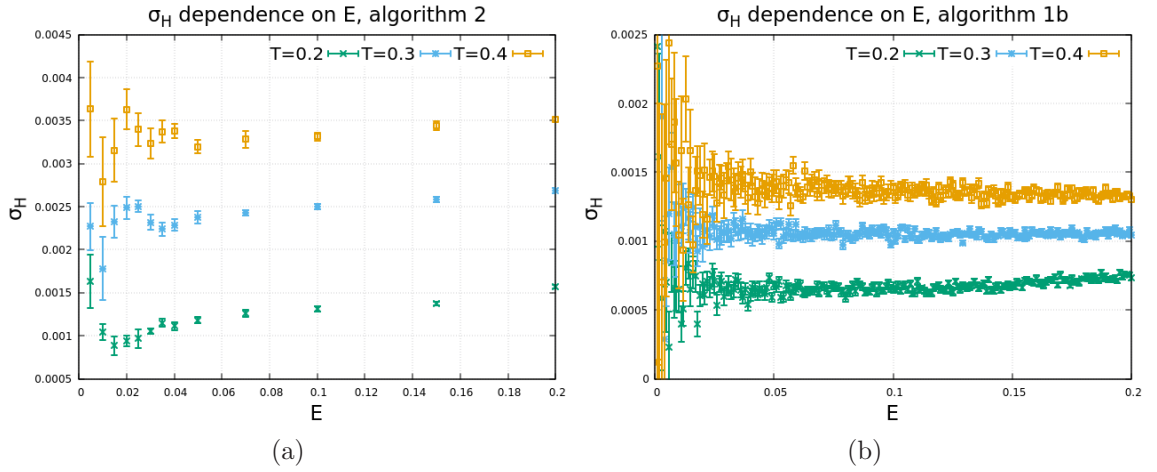 σH dependence on E, algorithm 2
0.0045
0.004
0.0035
0.003
0.0025
0.002
0.0015
0.001
0.0005
σH
T=0.2 T=0.3 T=0.4
0 0.02 0.04 0.06 0.08 0.10 0.12 0.14 0.16 0.18 0.2
E
(a)
σH dependence on E, algorithm 1b
0.0025
0.002
0.0015
0.001
0.0005
0
σH
T=0.2 T=0.3 T=0.4
0 0.05 0.1 0.15 0.2
E
(b)